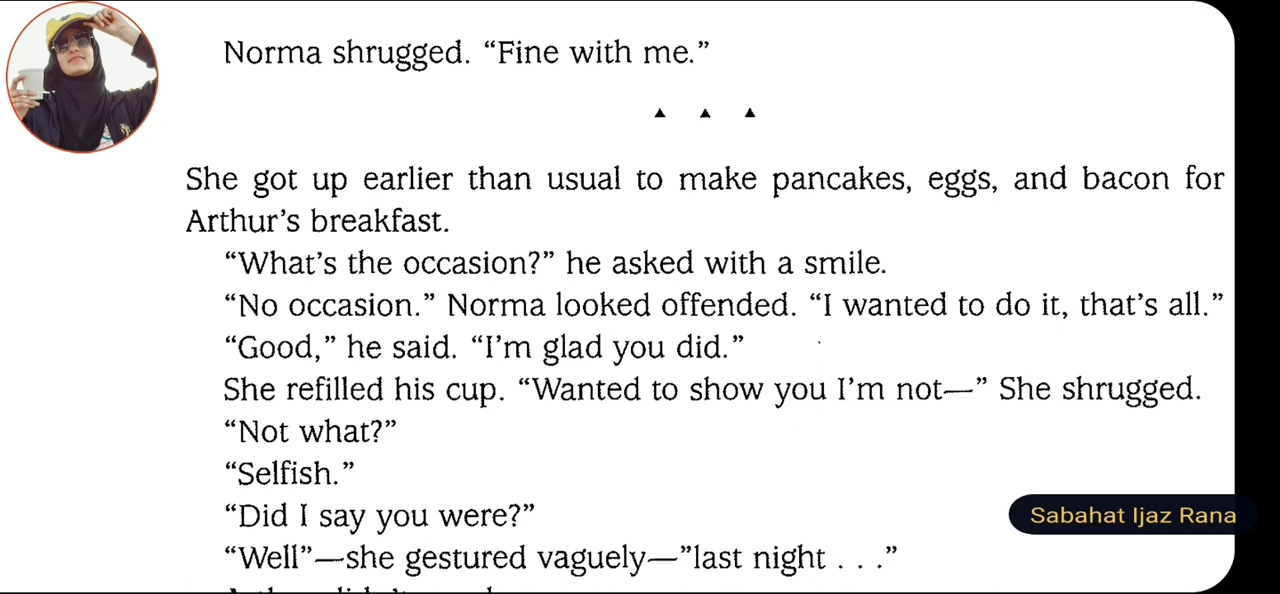 Norma shrugged. “Fine with me.”
▲ ▲ ▲
She got up earlier than usual to make pancakes, eggs, and bacon for
Arthur’s breakfast.
“What’s the occasion?” he asked with a smile.
“No occasion.” Norma looked offended. “I wanted to do it, that’s all.”
“Good,” he said. “I’m glad you did.”
She refilled his cup. “Wanted to show you I’m not—” She shrugged.
“Not what?”
“Selfish.”
“Did I say you were?”
Sabahat Ijaz Rana
“Well”—she gestured vaguely—”last night . . .”